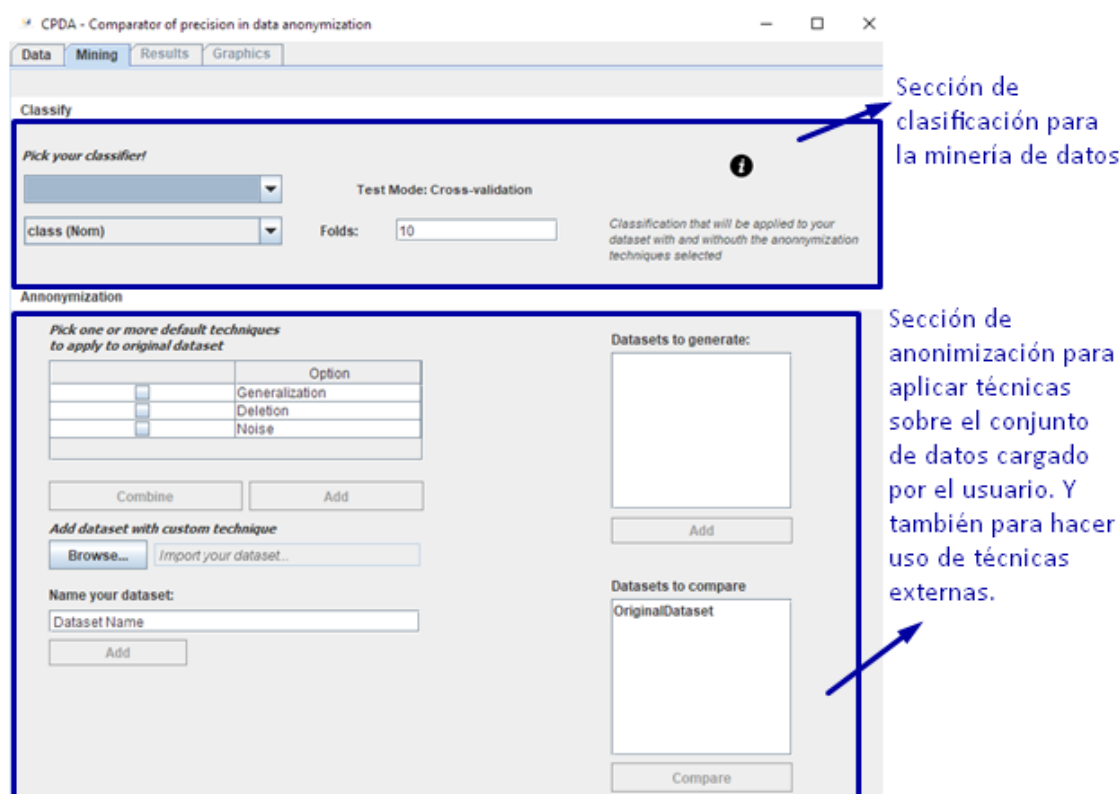 CPDA - Comparator of precision in data anonymization
Data
Mining
Results
Graphics
Classify
Pick your classifier!
Test Mode: Cross-validation
class (Nom)
Folds:
10
Classification that will be applied to your
dataset with and withouth the anonnymization
techniques selected
Sección de
clasificación para
la minería de datos
Annonymization
Pick one or more default techniques
to apply to original dataset
Option
Generalization
Deletion
Noise
Combine
Add
Add dataset with custom technique
Browse...
Import your dataset...
Name your dataset:
Dataset Name
Add
Datasets to generate:
Add
Datasets to compare
OriginalDataset
Compare
Sección de
anonimización para
aplicar técnicas
sobre el conjunto
de datos cargado
por el usuario. Y
también para hacer
uso de técnicas
externas.